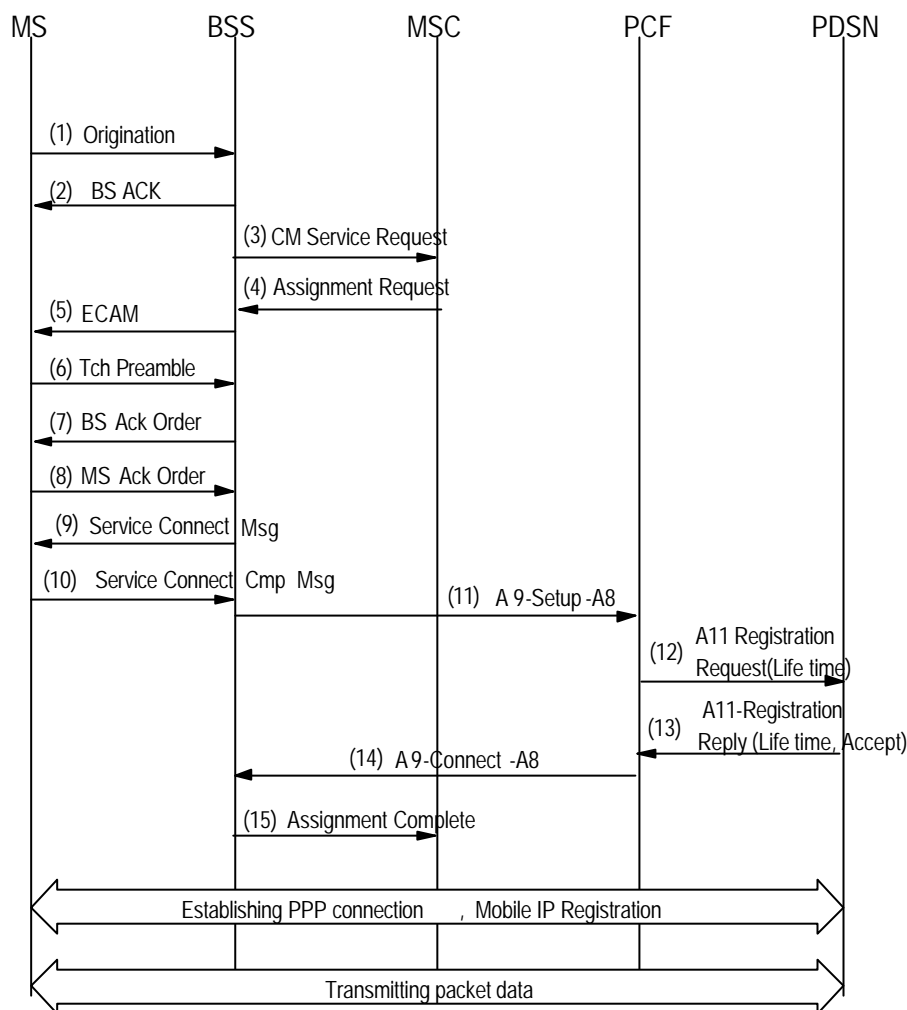 MS BSS MSC PCF PDSN
(1) Origination
(2) BS ACK
(3) CM Service Request
(4) Assignment Request
(5) ECAM
(6) Tch Preamble
(7) BS Ack Order
(8) MS Ack Order
(9) Service Connect Msg
(10) Service Connect Cmp Msg
(11) A 9-Setup -A8
(12) A11 Registration
Request(Life time)
(13) A11-Registration
Reply (Life time, Accept)
(14) A 9-Connect -A8
(15) Assignment Complete
Establishing PPP connection , Mobile IP Registration
Transmitting packet data